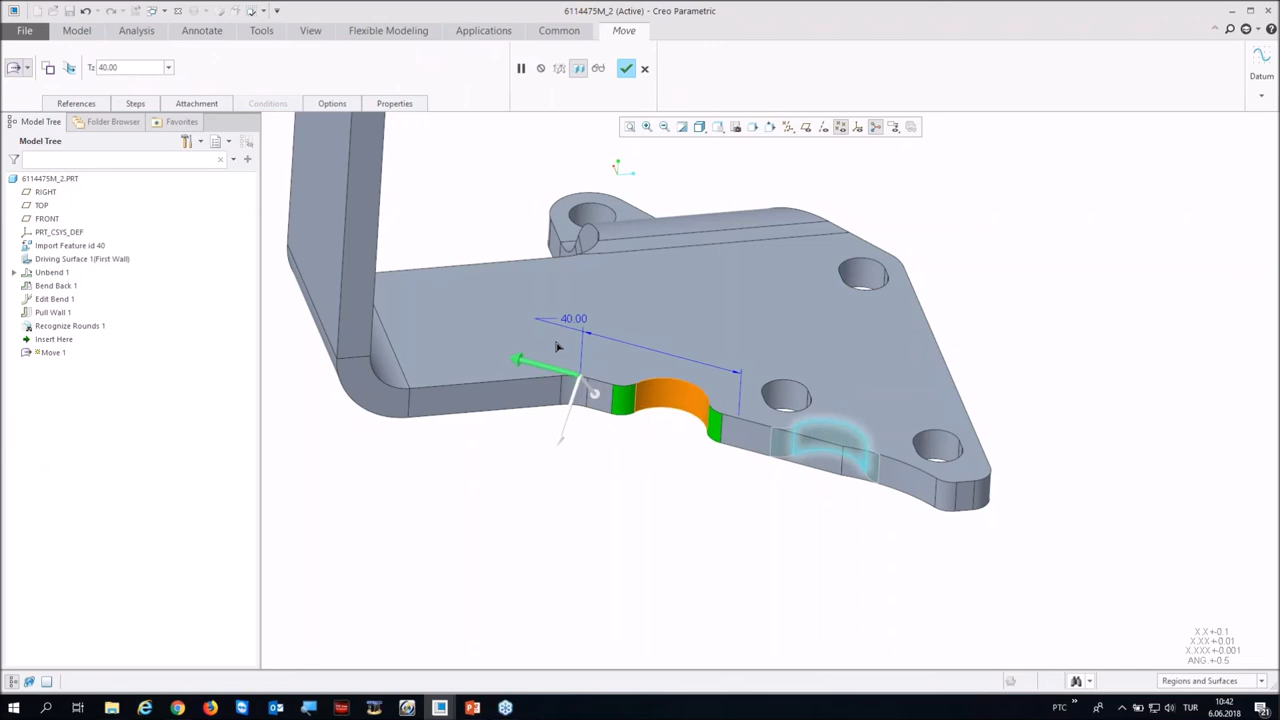 6114475M_2 (Active) - Creo Parametric
File Model Analysis Annotate Tools View Flexible Modeling Applications Common Move
Tz 40.00
References Steps Attachment Conditions Options Properties
Datum
Model Tree Folder Browser Favorites
Model Tree
6114475M_2.PRT
RIGHT
TOP
FRONT
PRT_CSYS_DEF
Import Feature id 40
Driving Surface 1(First Wall)
Unbend 1
Bend Back 1
Edit Bend 1
Pull Wall 1
Recognize Rounds 1
Insert Here
Move 1
40.00
X.X+-0.1
X.XX+-0.01
X.XXX+-0.001
ANG.+-0.5
Regions and Surfaces
PTC TUR 10:42
6.06.2018
21